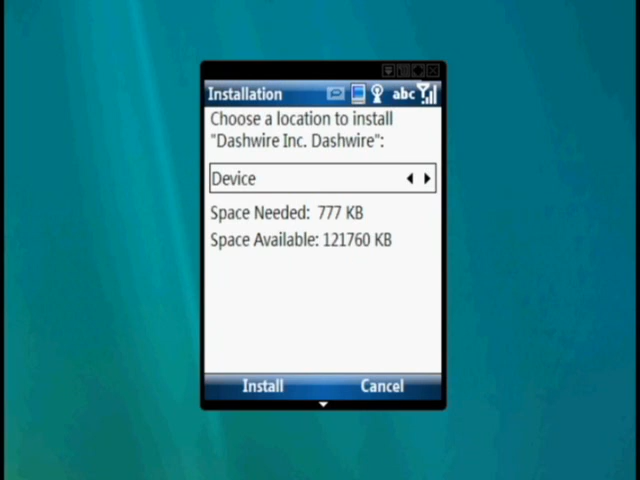 Installation
abc
Choose a location to install
"Dashwire Inc. Dashwire":
Device
Space Needed: 777 KB
Space Available: 121760 KB
Install Cancel